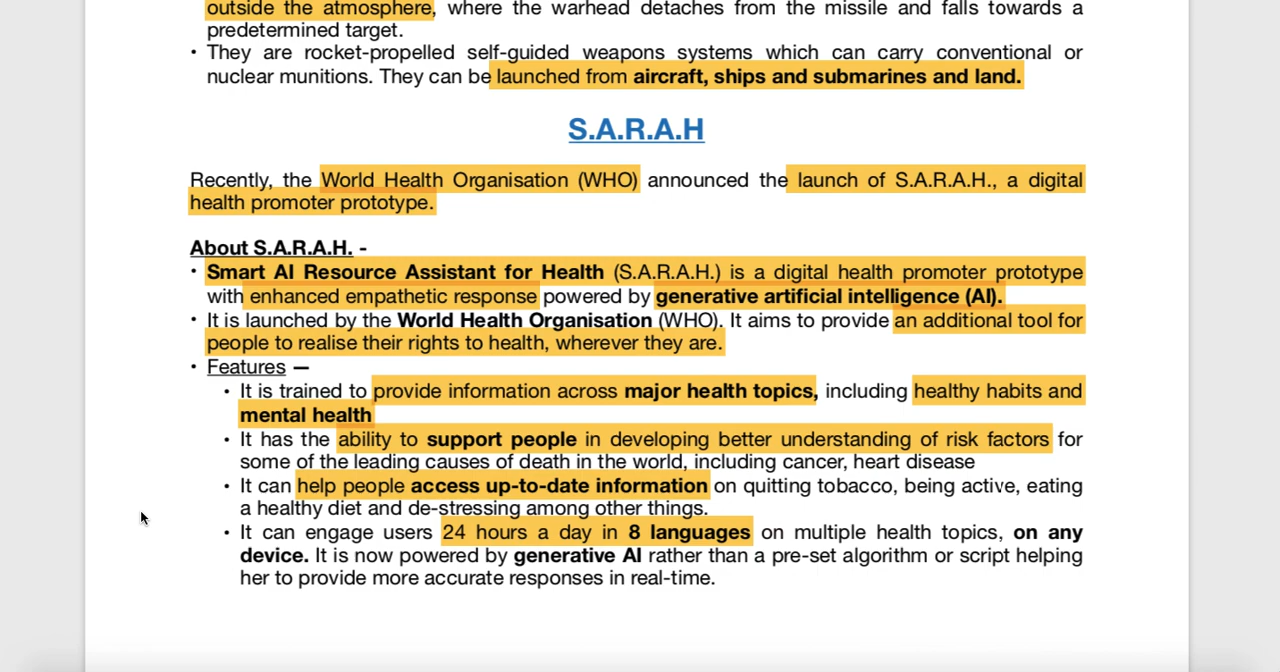 outside the atmosphere, where the warhead detaches from the missile and falls towards a
predetermined target.
• They are rocket-propelled self-guided weapons systems which can carry conventional or
nuclear munitions. They can be launched from aircraft, ships and submarines and land.
S.A.R.A.H
Recently, the World Health Organisation (WHO) announced the launch of S.A.R.A.H., a digital
health promoter prototype.
About S.A.R.A.H. -
• Smart AI Resource Assistant for Health (S.A.R.A.H.) is a digital health promoter prototype
with enhanced empathetic response powered by generative artificial intelligence (AI).
• It is launched by the World Health Organisation (WHO). It aims to provide an additional tool for
people to realise their rights to health, wherever they are.
• Features —
• It is trained to provide information across major health topics, including healthy habits and
mental health
• It has the ability to support people in developing better understanding of risk factors for
some of the leading causes of death in the world, including cancer, heart disease
• It can help people access up-to-date information on quitting tobacco, being active, eating
a healthy diet and de-stressing among other things.
• It can engage users 24 hours a day in 8 languages on multiple health topics, on any
device. It is now powered by generative AI rather than a pre-set algorithm or script helping
her to provide more accurate responses in real-time.